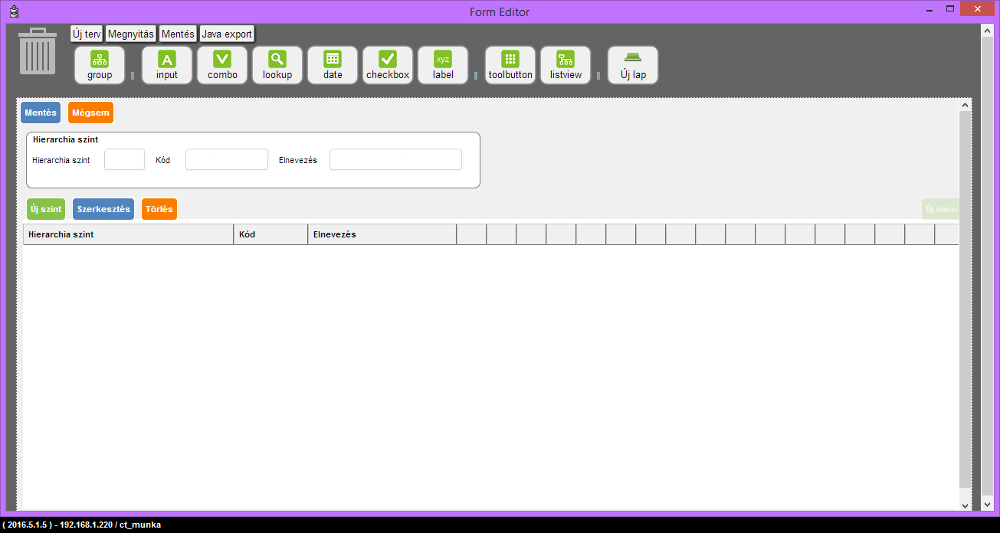 Form Editor
Új terv Megnyitás Mentés Java export
group input combo lookup date checkbox xyz label toolbutton listview Új lap
Mentés Mégsem
Hierarchia szint
Hierarchia szint Kód Elnevezés
Új szint Szerkesztés Törlés Új elem
Hierarchia szint Kód Elnevezés
( 2016.5.1.5 ) - 192.168.1.220 / ct_munka